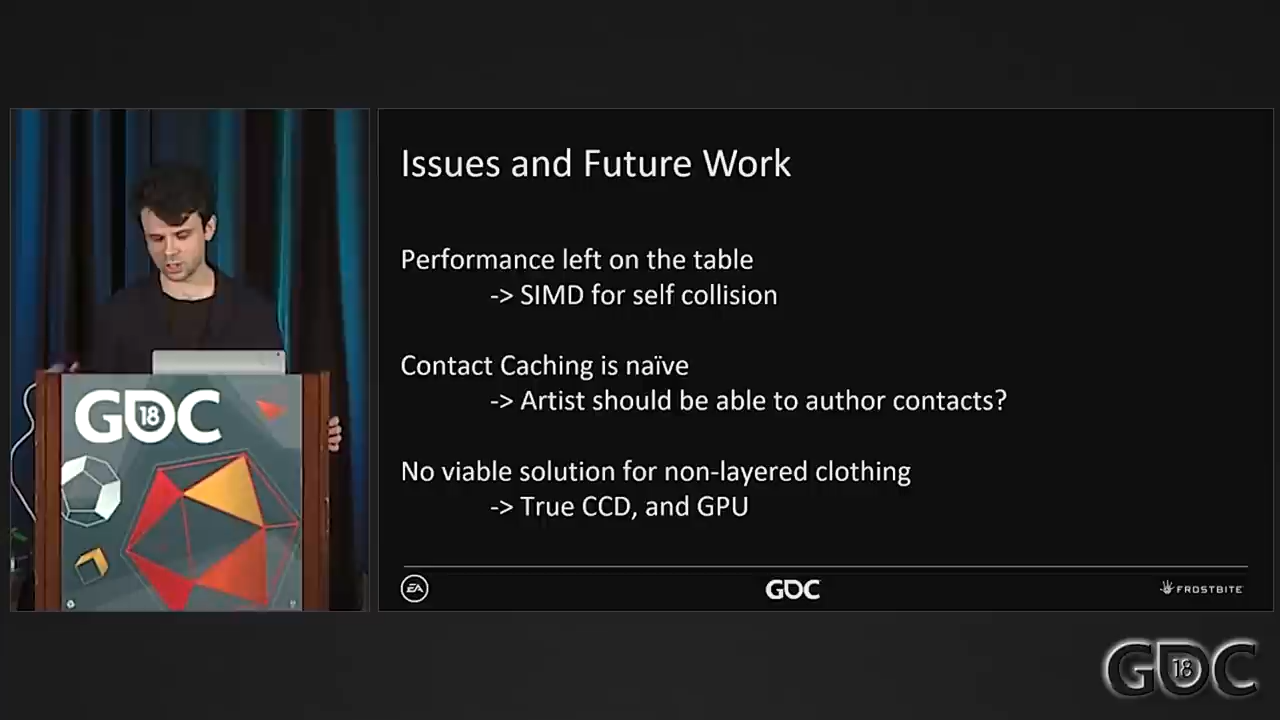 Issues and Future Work
Performance left on the table
-> SIMD for self collision
Contact Caching is naïve
-> Artist should be able to author contacts?
No viable solution for non-layered clothing
-> True CCD, and GPU
EA
GDC
FROSTBITE
GDC
18
GDC
18